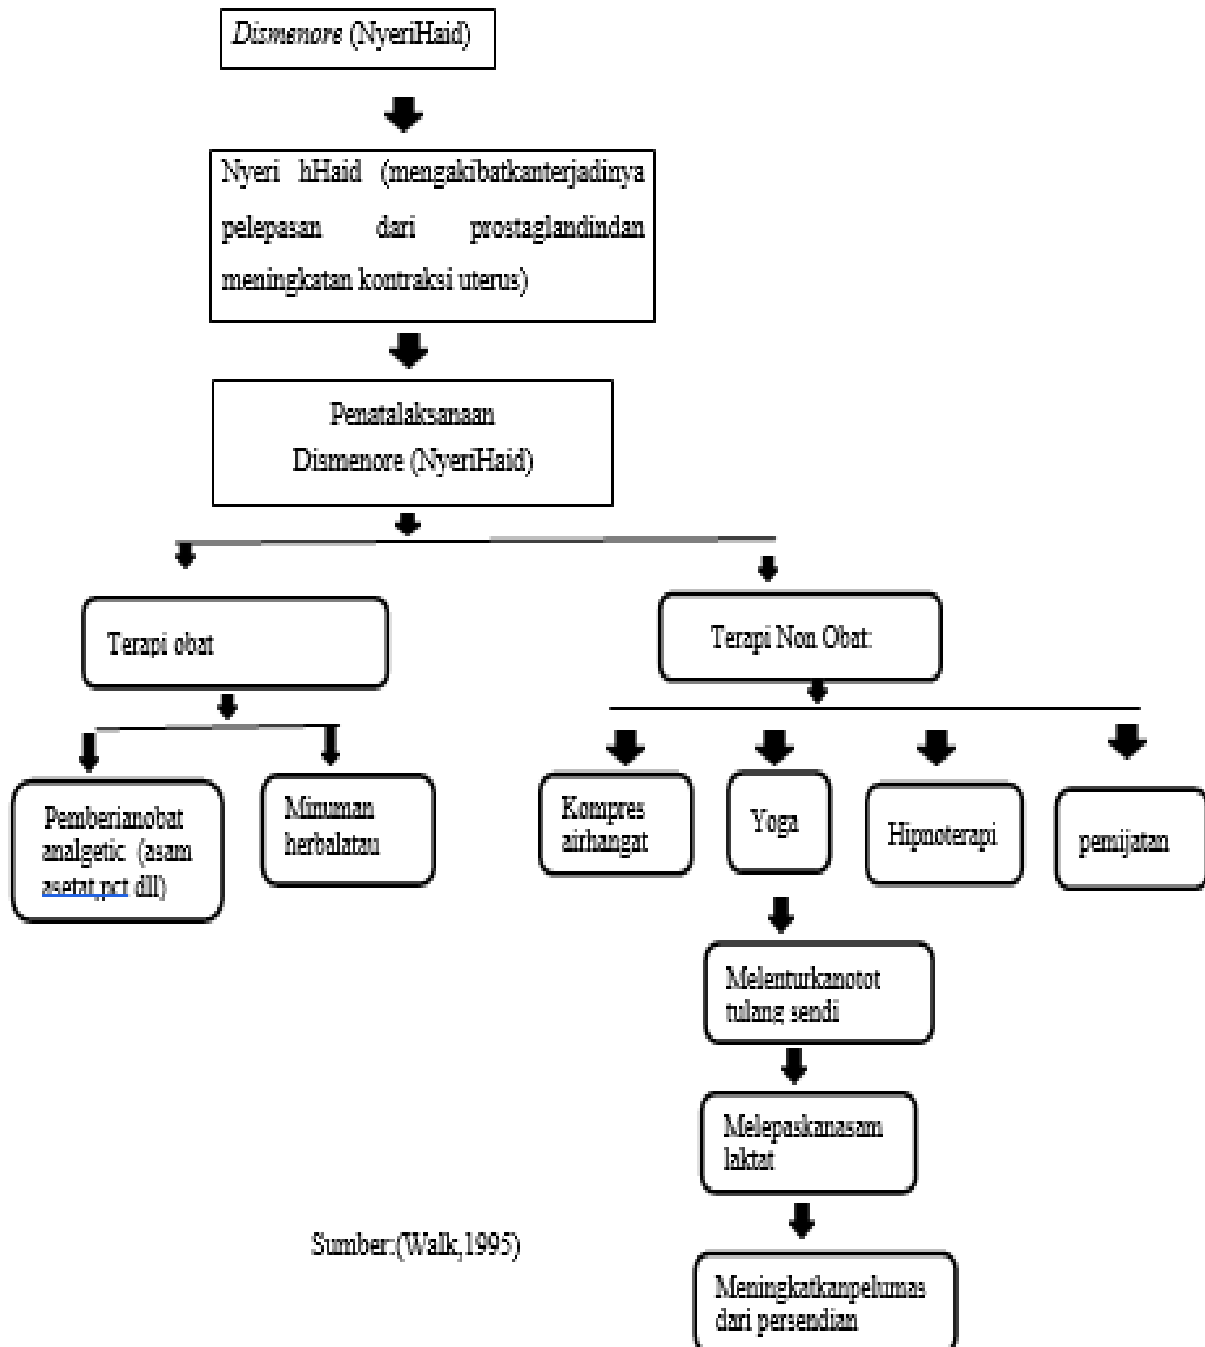 Dismenore (NyeriHaid)
Nyeri hHaid (mengakibatkanterjadinya
pelepasan dari prostaglandindan
meningkatan kontraksi uterus)
Penatalaksanaan
Dismenore (NyeriHaid)
Terapi obat
Terapi Non Obat:
Pemberianobat
analgetic (asam
asetat,pct dll)
Minuman
herbalatau
Kompres
airhangat
Yoga
Hipnoterapi
pemijatan
Melenturkanotot
tulang sendi
Melepaskanasam
laktat
Sumber:(Walk,1995)
Meningkatkanpelumas
dari persendian